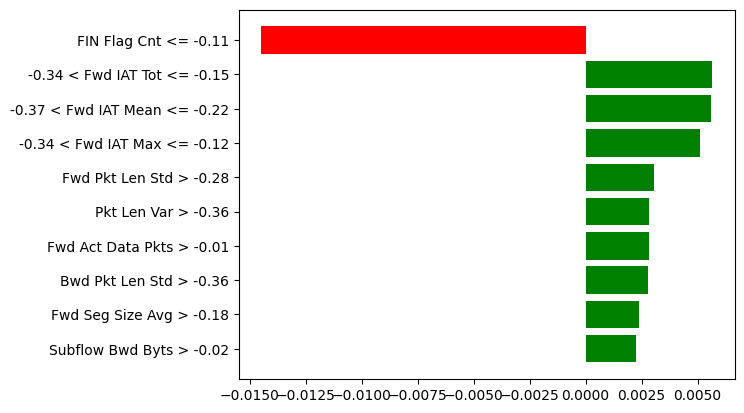 FIN Flag Cnt <= -0.11
-0.34 < Fwd IAT Tot <= -0.15
-0.37 < Fwd IAT Mean <= -0.22
-0.34 < Fwd IAT Max <= -0.12
Fwd Pkt Len Std > -0.28
Pkt Len Var > -0.36
Fwd Act Data Pkts > -0.01
Bwd Pkt Len Std > -0.36
Fwd Seg Size Avg > -0.18
Subflow Bwd Byts > -0.02
−0.0150 −0.0125 −0.0100 −0.0075 −0.0050 −0.0025 0.0000 0.0025 0.0050